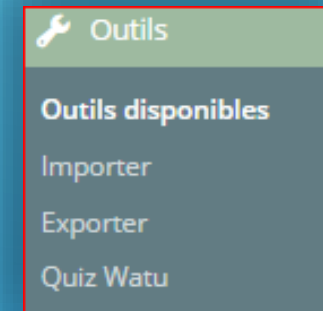 Outils
Outils disponibles
Importer
Exporter
Quiz Watu